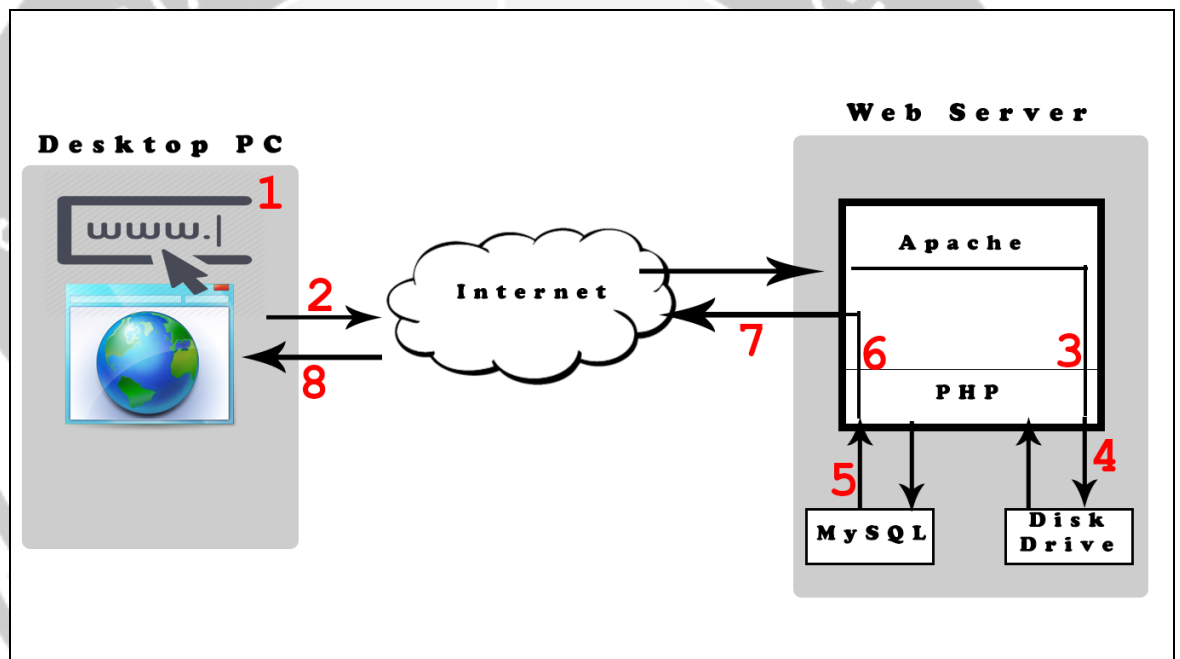 Web Server
Desktop PC
1
www.
Apache
Internet
2
7
6
3
8
PHP
4
5
MySQL
Disk
Drive